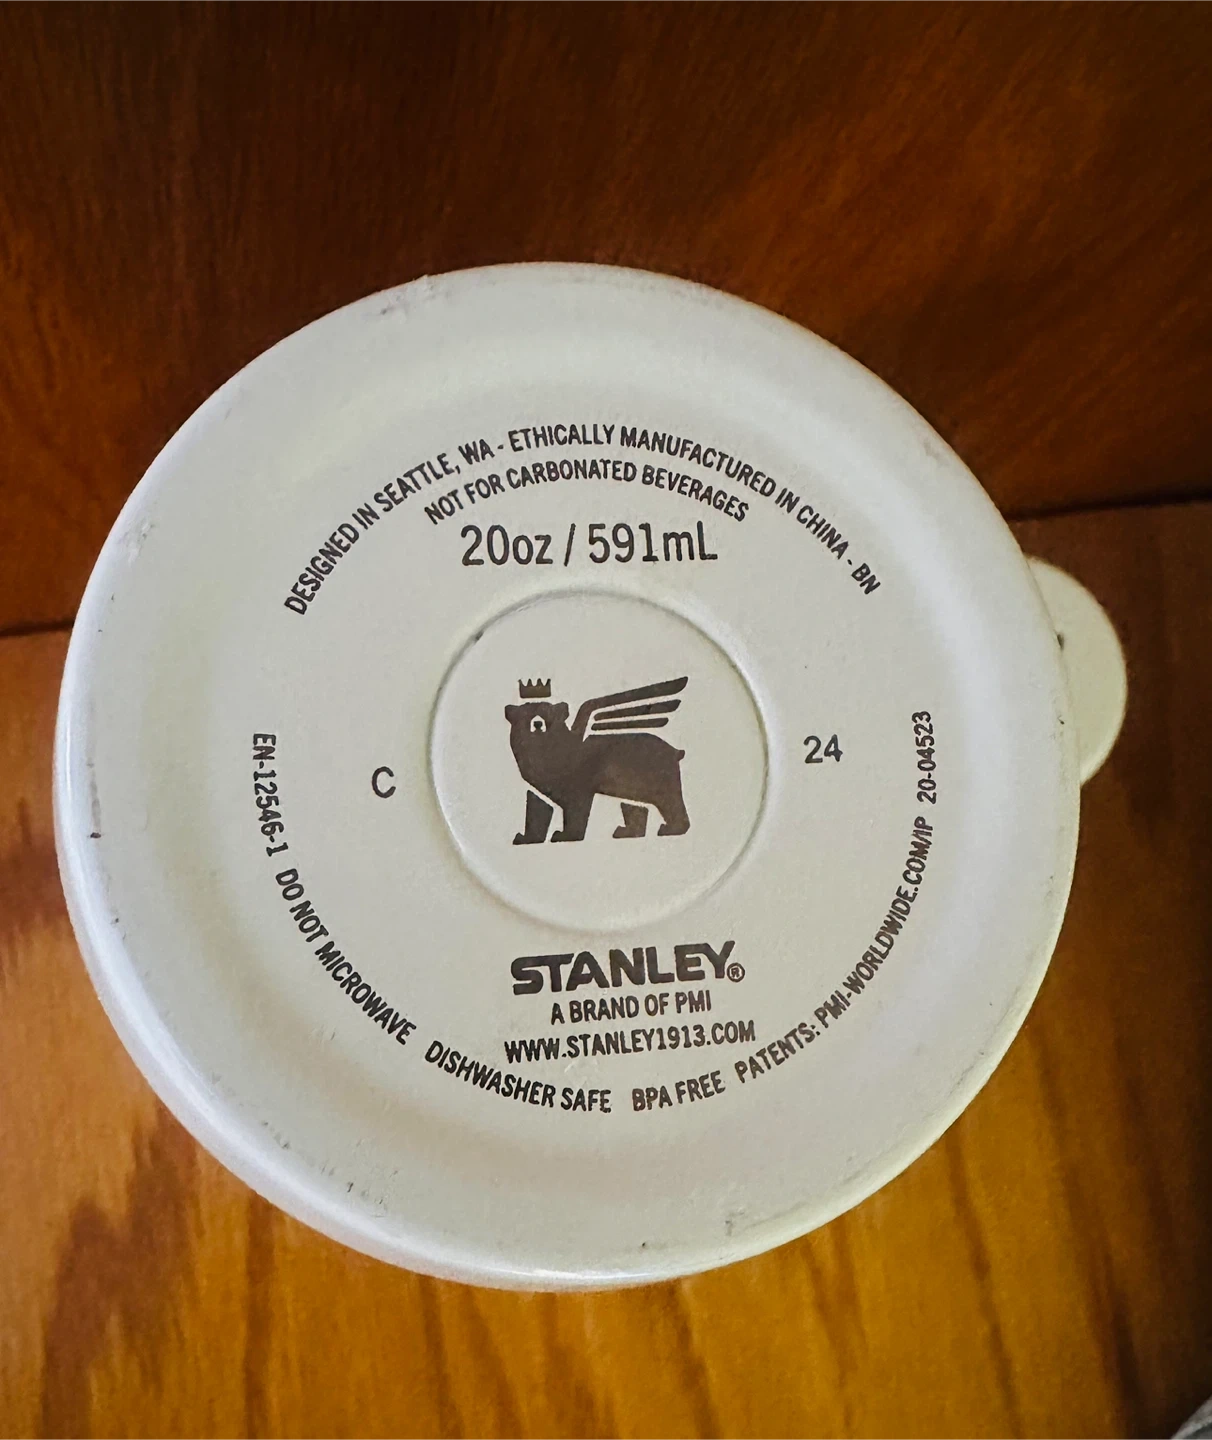 DESIGNED IN SEATTLE, WA - ETHICALLY MANUFACTURED IN CHINA - BN
NOT FOR CARBONATED BEVERAGES
20oz / 591mL
C
24
STANLEY®
A BRAND OF PMI
WWW.STANLEY1913.COM
EN-12546-1 DO NOT MICROWAVE DISHWASHER SAFE BPA FREE PATENTS: PMI-WORLDWIDE.COM/IP 20-04523